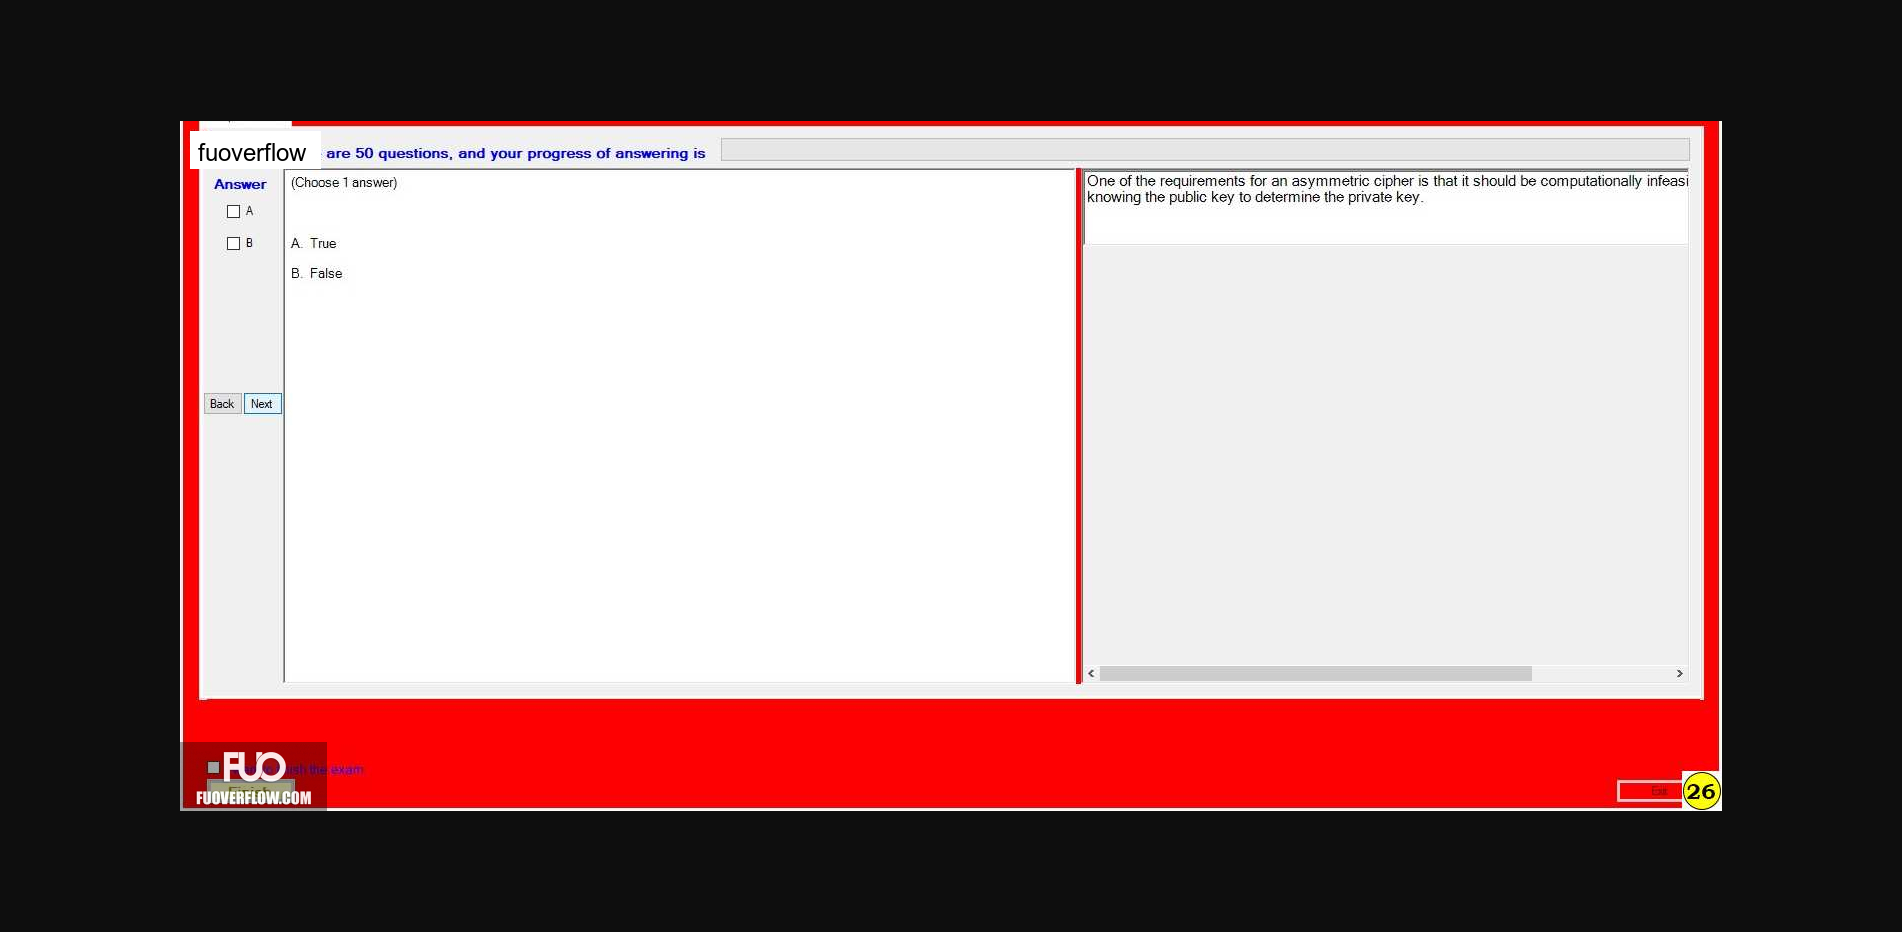 fuoverflow are 50 questions, and your progress of answering is
Answer
A
B
Back Next
(Choose 1 answer)
A. True
B. False
One of the requirements for an asymmetric cipher is that it should be computationally infeasi
knowing the public key to determine the private key.
the exam
FUO
FUOVERFLOW.COM
Exit
26